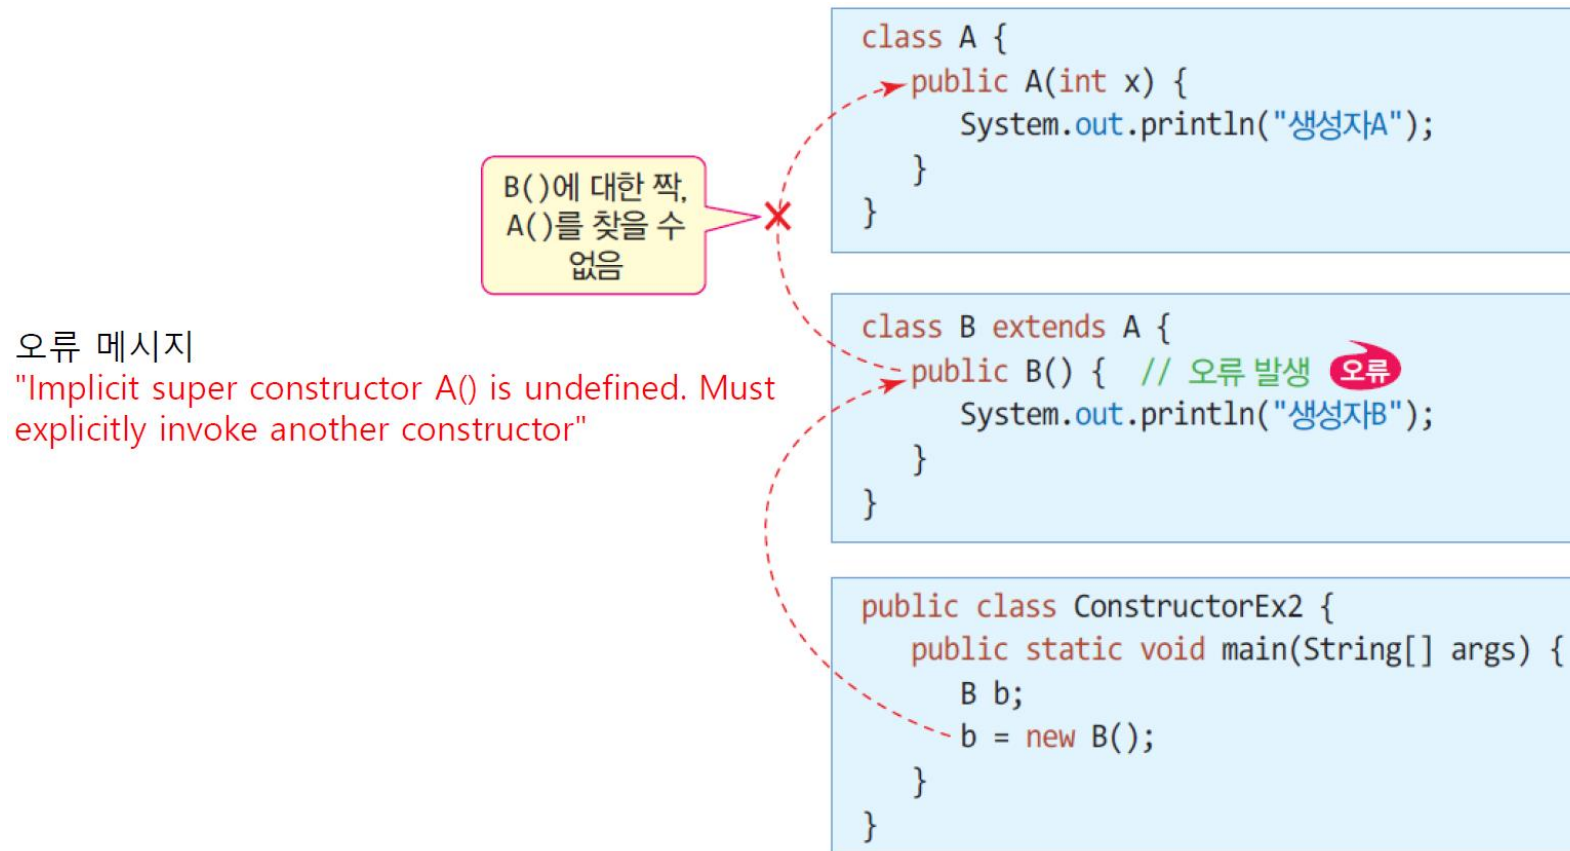 class A {
public A(int x) {
System.out.println("생성자A");
}
}
B()에 대한 짝,
A()를 찾을 수
없음
오류 메시지
"Implicit super constructor A() is undefined. Must
explicitly invoke another constructor"
class B extends A {
public B() { // 오류 발생 오류
System.out.println("생성자B");
}
}
public class ConstructorEx2 {
public static void main(String[] args) {
B b;
b = new B();
}
}